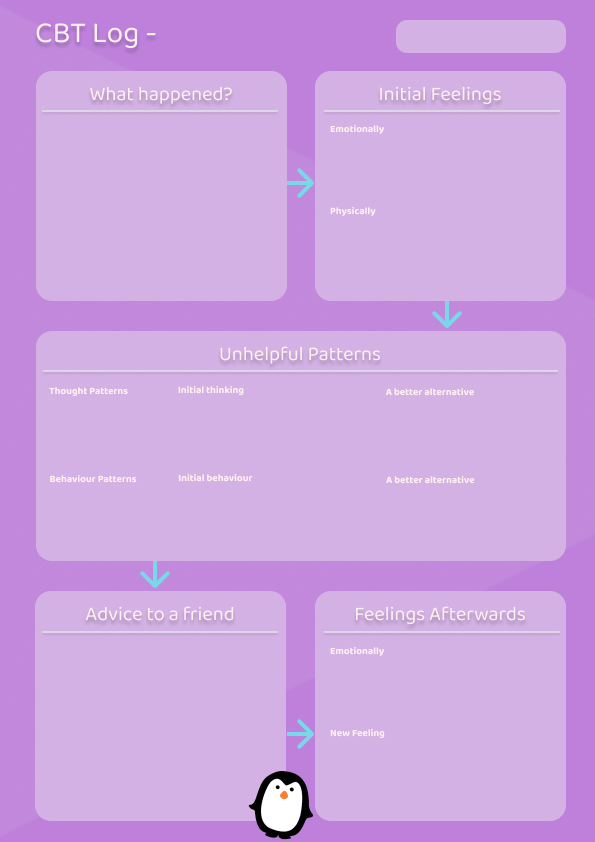 CBT Log -
What happened?
Initial Feelings
Emotionally
Physically
Unhelpful Patterns
Thought Patterns
Initial thinking
A better alternative
Behaviour Patterns
Initial behaviour
A better alternative
Advice to a friend
Feelings Afterwards
Emotionally
New Feeling